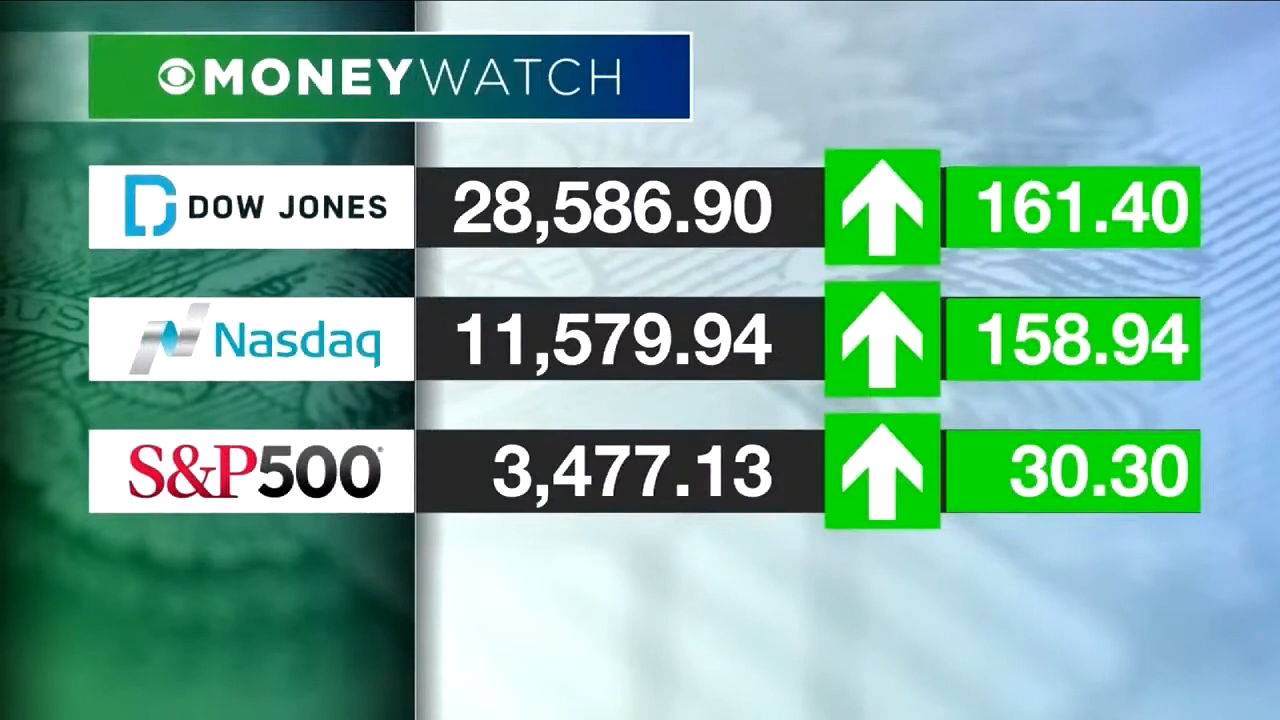 MONEYWATCH
DOW JONES 28,586.90 161.40
Nasdaq 11,579.94 158.94
S&P500® 3,477.13 30.30